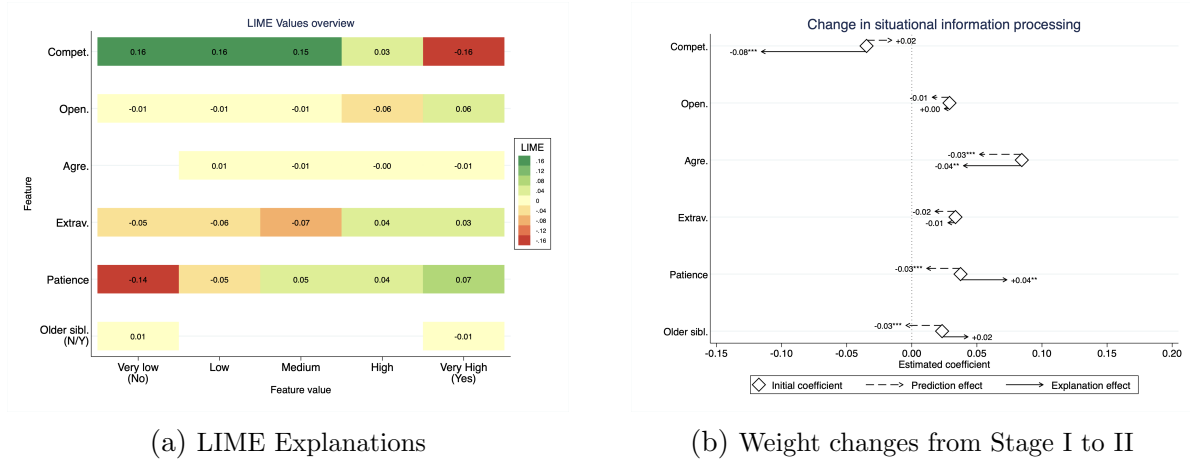 LIME Values overview
Compet. 0.16 0.16 0.15 0.03 -0.16
Open. -0.01 -0.01 -0.01 -0.06 0.06
Agre. 0.01 -0.01 -0.00 -0.01
Extrav. -0.05 -0.06 -0.07 0.04 0.03
Patience -0.14 -0.05 0.05 0.04 0.07
Older sibl.
(N/Y) 0.01 -0.01
Feature
Very low
(No) Low Medium High Very High
(Yes)
Feature value
LIME
.16
.12
.08
.04
0
-.04
-.08
-.12
-.16
(a) LIME Explanations
Change in situational information processing
Compet. +0.02
-0.08***
Open. -0.01
+0.00
Agre. -0.03***
-0.04**
Extrav. -0.02
-0.01
Patience -0.03***
+0.04**
Older sibl. -0.03***
+0.02
-0.15 -0.10 -0.05 0.00 0.05 0.10 0.15 0.20
Estimated coefficient
Initial coefficient Prediction effect Explanation effect
(b) Weight changes from Stage I to II